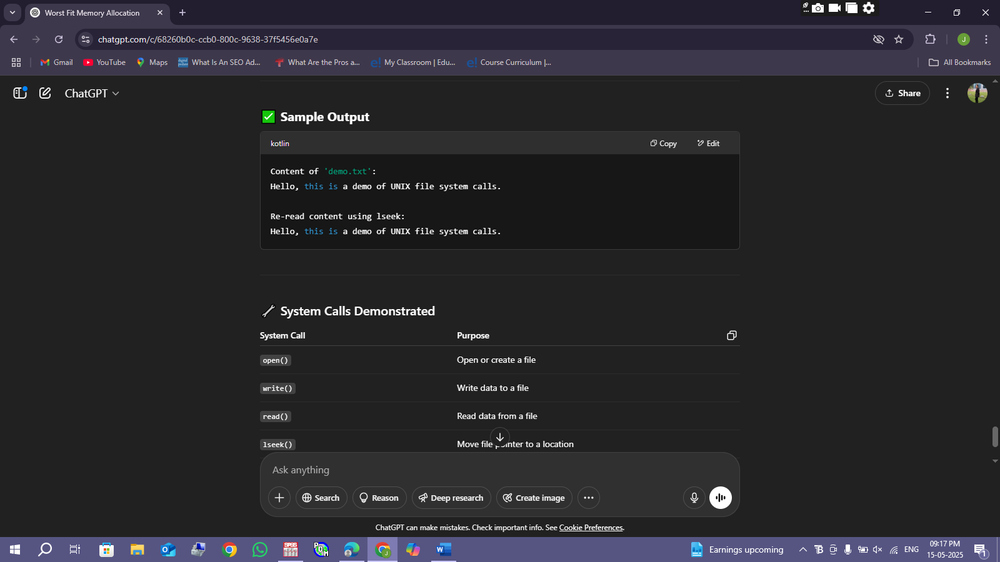 Worst Fit Memory Allocation
chatgpt.com/c/68260b0c-ccb0-800c-9638-37f5456e0a7e
J
Gmail
YouTube
Maps
What Is An SEO Ad...
What Are the Pros a...
My Classroom | Edu...
Course Curriculum |...
All Bookmarks
ChatGPT
Share
Sample Output
kotlin
Copy
Edit
Content of 'demo.txt':
Hello, this is a demo of UNIX file system calls.
Re-read content using lseek:
Hello, this is a demo of UNIX file system calls.
System Calls Demonstrated
System Call Purpose
open() Open or create a file
write() Write data to a file
read() Read data from a file
lseek() Move file pointer to a location
Ask anything
Search
Reason
Deep research
Create image
ChatGPT can make mistakes. Check important info. See Cookie Preferences.
SPSS
Earnings upcoming
ENG
09:17 PM
15-05-2025
1